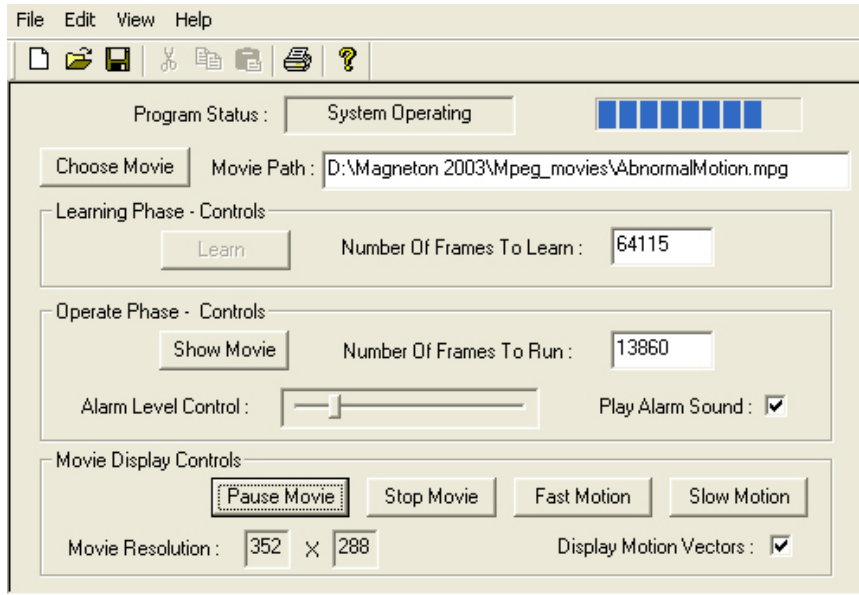 File Edit View Help
Program Status : System Operating
Choose Movie Movie Path : D:\Magneton 2003\Mpeg_movies\AbnormalMotion.mpg
Learning Phase - Controls
Learn Number Of Frames To Learn : 64115
Operate Phase - Controls
Show Movie Number Of Frames To Run : 13860
Alarm Level Control : Play Alarm Sound :
Movie Display Controls
Pause Movie Stop Movie Fast Motion Slow Motion
Movie Resolution : 352 X 288 Display Motion Vectors :